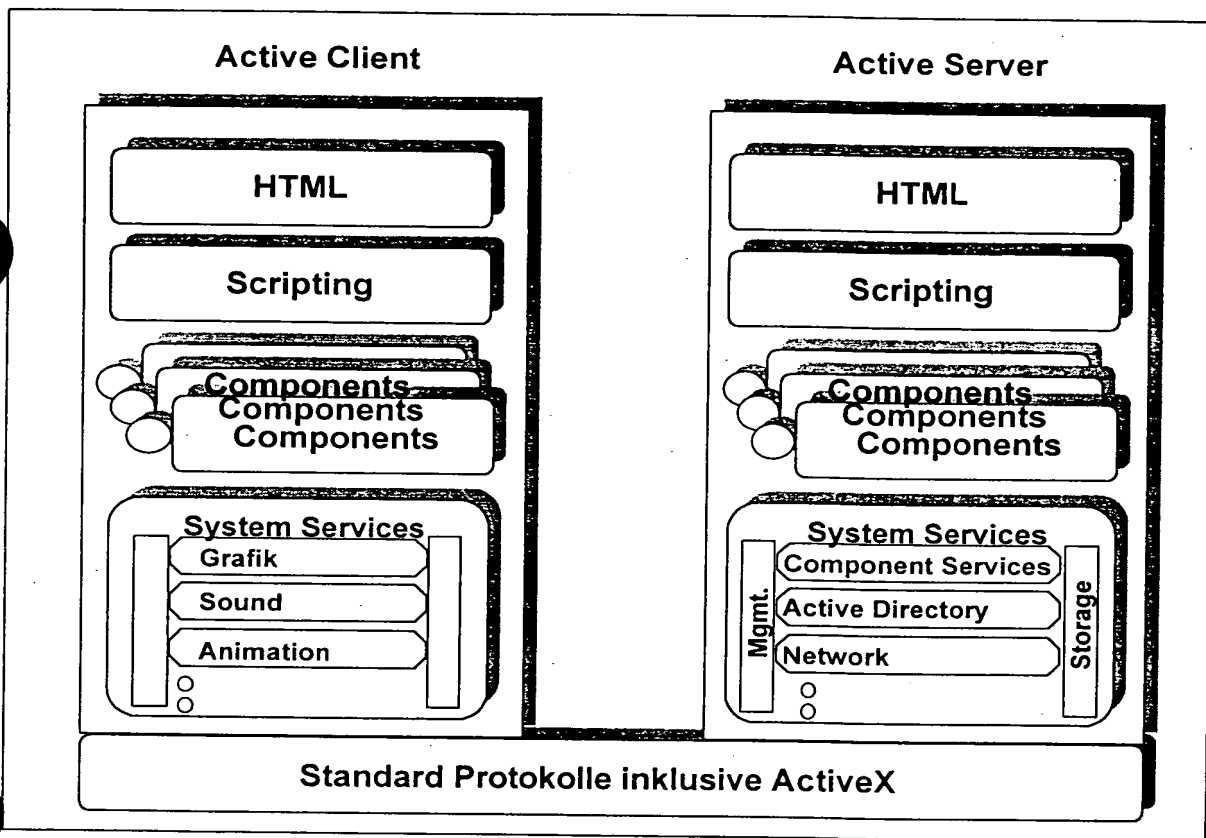 Active Client
HTML
Scripting
Components
Components
Components
System Services
Grafik
Sound
Animation
Active Server
HTML
Scripting
Components
Components
Components
System Services
Mgmt.
Component Services
Active Directory
Network
Storage
Standard Protokolle inklusive ActiveX